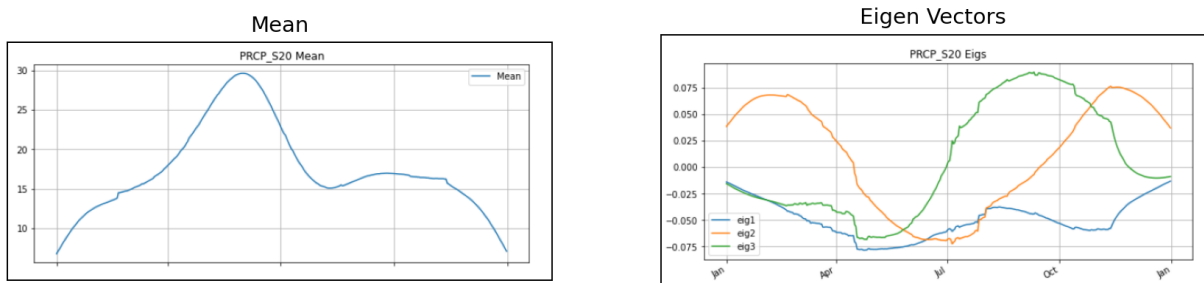 Mean
PRCP_S20 Mean
Mean
30
25
20
15
10
Eigen Vectors
PRCP_S20 Eigs
0.075
0.050
0.025
0.000
−0.025
−0.050
−0.075
eig1
eig2
eig3
Jan
Apr
Jul
Oct
Jan